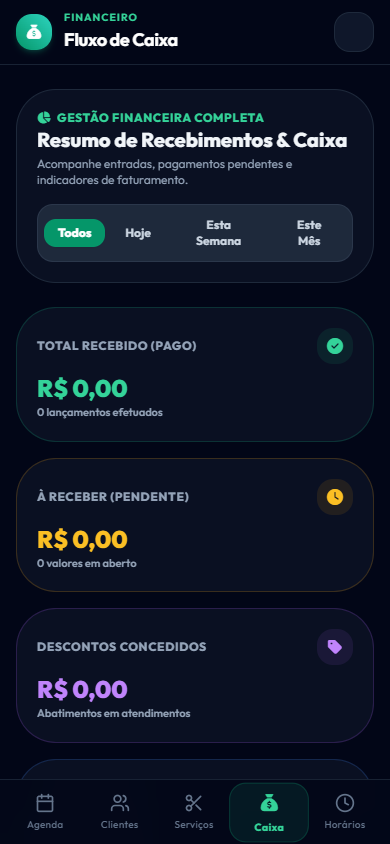 FINANCEIRO
Fluxo de Caixa
GESTÃO FINANCEIRA COMPLETA
Resumo de Recebimentos & Caixa
Acompanhe entradas, pagamentos pendentes e
indicadores de faturamento.
Todos
Hoje
Esta
Semana
Este
Mês
TOTAL RECEBIDO (PAGO)
R$ 0,00
0 lançamentos efetuados
À RECEBER (PENDENTE)
R$ 0,00
0 valores em aberto
DESCONTOS CONCEDIDOS
R$ 0,00
Abatimentos em atendimentos
Agenda
Clientes
Serviços
Caixa
Horários